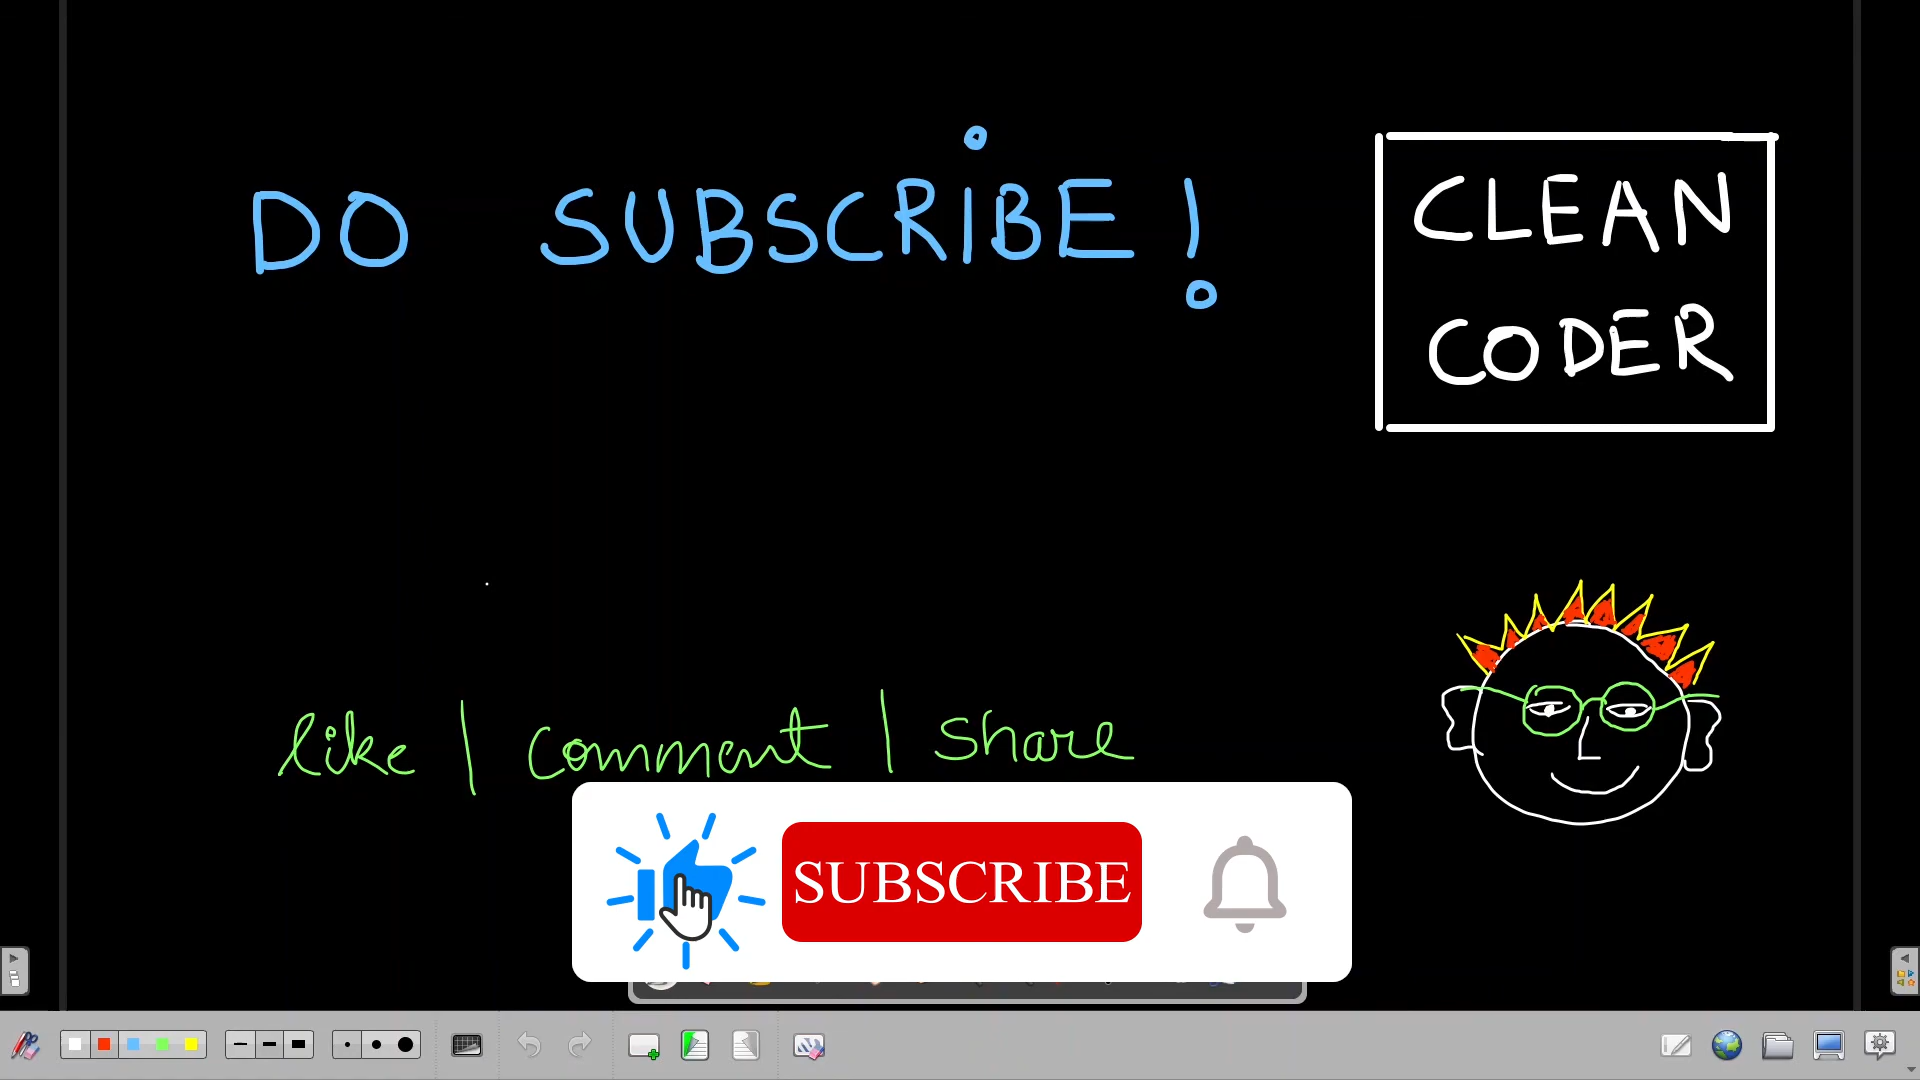 DO SUBSCRIBE!
CLEAN
CODER
like | comment | share
SUBSCRIBE